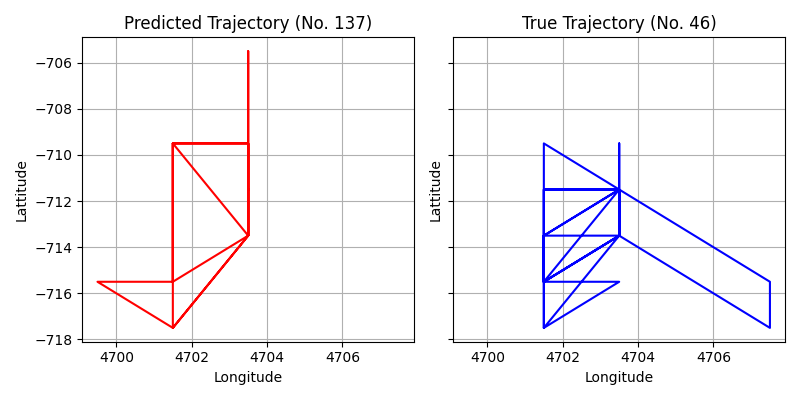 Predicted Trajectory (No. 137)
Lattitude
−706
−708
−710
−712
−714
−716
−718
4700 4702 4704 4706
Longitude
True Trajectory (No. 46)
Lattitude
4700 4702 4704 4706
Longitude